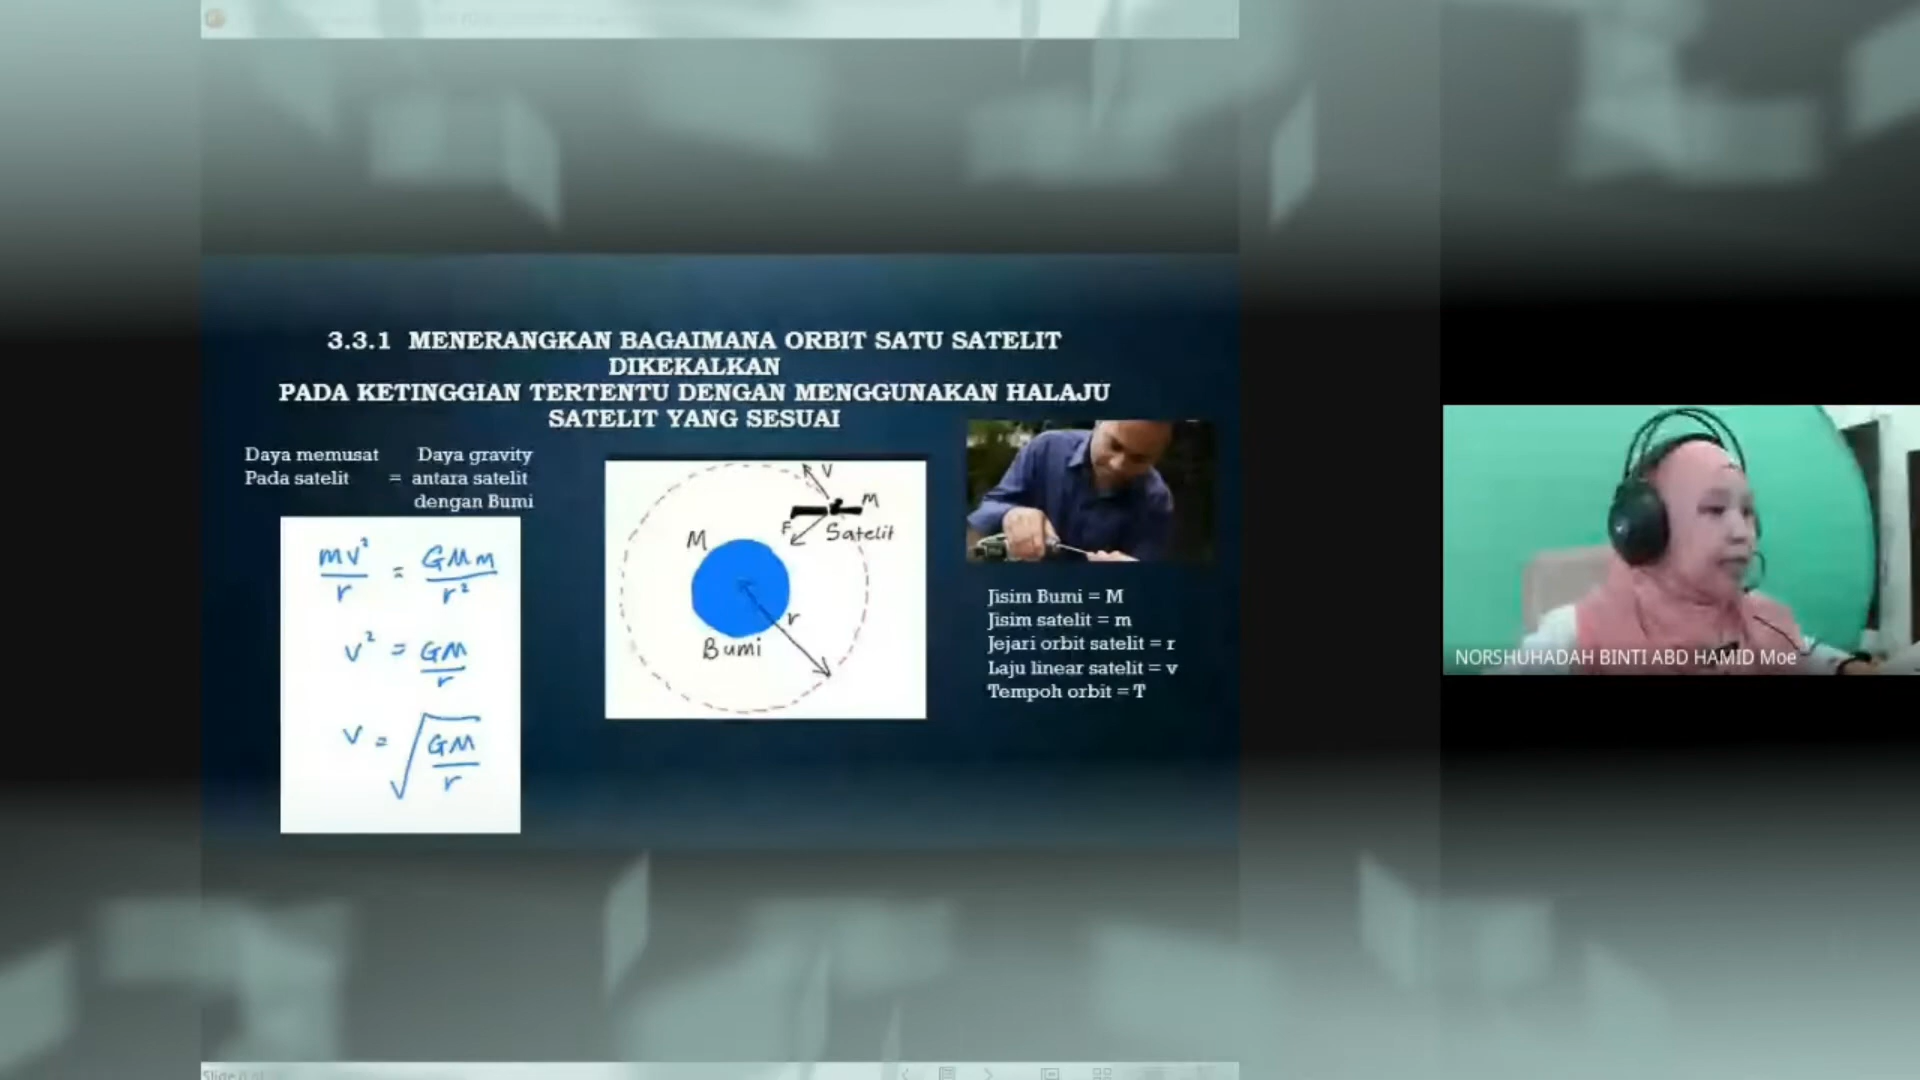 3.3.1 MENERANGKAN BAGAIMANA ORBIT SATU SATELIT
DIKEKALKAN
PADA KETINGGIAN TERTENTU DENGAN MENGGUNAKAN HALAJU
SATELIT YANG SESUAI
Daya memusat Daya gravity
Pada satelit = antara satelit
dengan Bumi
mv²/r = GMm/r²
v² = GM/r
v = √(GM/r)
V
m
F
Satelit
M
r
Bumi
Jisim Bumi = M
Jisim satelit = m
Jejari orbit satelit = r
Laju linear satelit = v
Tempoh orbit = T
NORSHUHADAH BINTI ABD HAMID Moe
Slide